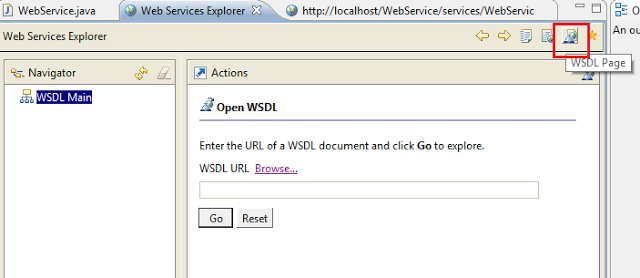 WebService.java Web Services Explorer http://localhost/WebService/services/WebServic
Web Services Explorer
An ou
WSDL Page
Navigator
WSDL Main
Actions
Open WSDL
Enter the URL of a WSDL document and click Go to explore.
WSDL URL Browse...
Go Reset